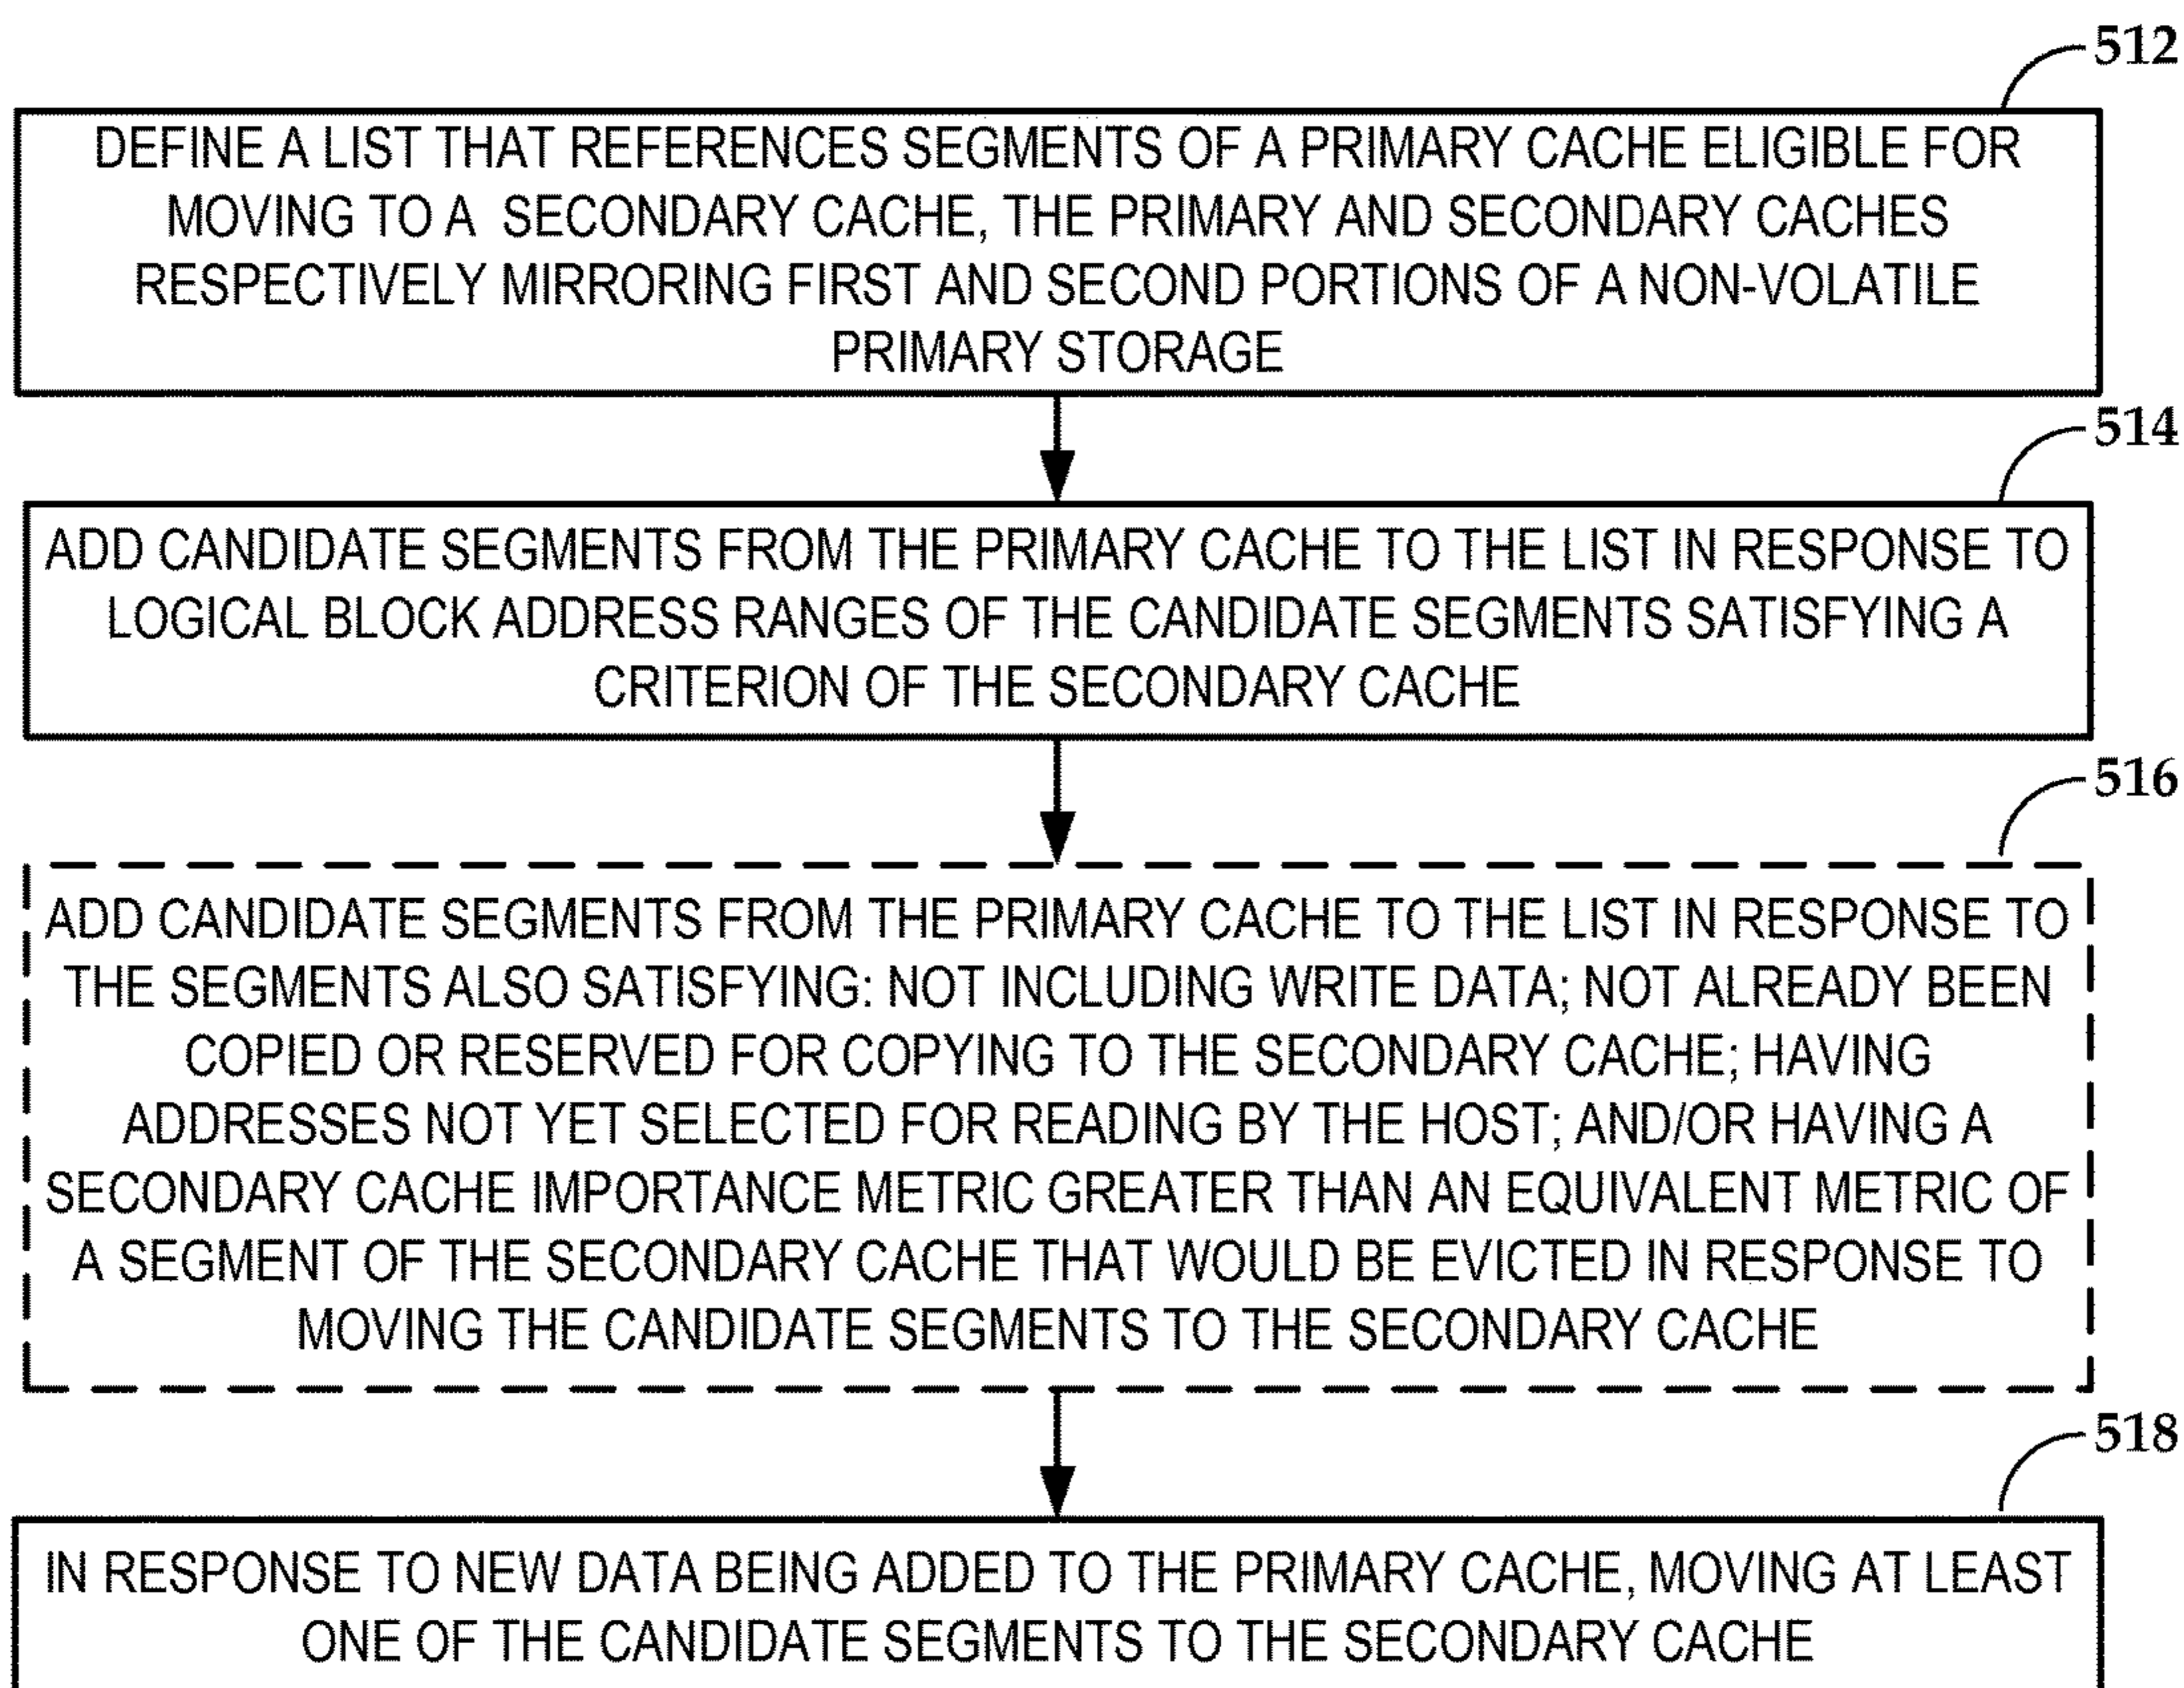 512
DEFINE A LIST THAT REFERENCES SEGMENTS OF A PRIMARY CACHE ELIGIBLE FOR
MOVING TO A SECONDARY CACHE, THE PRIMARY AND SECONDARY CACHES
RESPECTIVELY MIRRORING FIRST AND SECOND PORTIONS OF A NON-VOLATILE
PRIMARY STORAGE
514
ADD CANDIDATE SEGMENTS FROM THE PRIMARY CACHE TO THE LIST IN RESPONSE TO
LOGICAL BLOCK ADDRESS RANGES OF THE CANDIDATE SEGMENTS SATISFYING A
CRITERION OF THE SECONDARY CACHE
516
ADD CANDIDATE SEGMENTS FROM THE PRIMARY CACHE TO THE LIST IN RESPONSE TO
THE SEGMENTS ALSO SATISFYING: NOT INCLUDING WRITE DATA; NOT ALREADY BEEN
COPIED OR RESERVED FOR COPYING TO THE SECONDARY CACHE; HAVING
ADDRESSES NOT YET SELECTED FOR READING BY THE HOST; AND/OR HAVING A
SECONDARY CACHE IMPORTANCE METRIC GREATER THAN AN EQUIVALENT METRIC OF
A SEGMENT OF THE SECONDARY CACHE THAT WOULD BE EVICTED IN RESPONSE TO
MOVING THE CANDIDATE SEGMENTS TO THE SECONDARY CACHE
518
IN RESPONSE TO NEW DATA BEING ADDED TO THE PRIMARY CACHE, MOVING AT LEAST
ONE OF THE CANDIDATE SEGMENTS TO THE SECONDARY CACHE